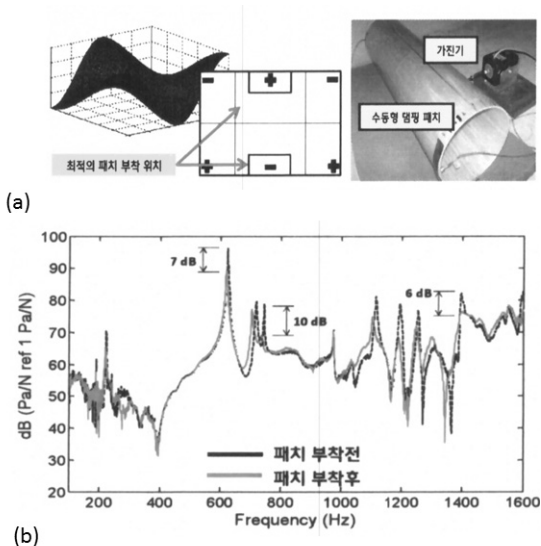 − + −
최적의 패치 부착 위치
+ − +
가진기
수동형 댐핑 패치
(a)
dB (Pa/N ref 1 Pa/N)
100
90
80
70
60
50
40
30
20
7 dB
10 dB
6 dB
패치 부착전
패치 부착후
200 400 600 800 1000 1200 1400 1600
Frequency (Hz)
(b)